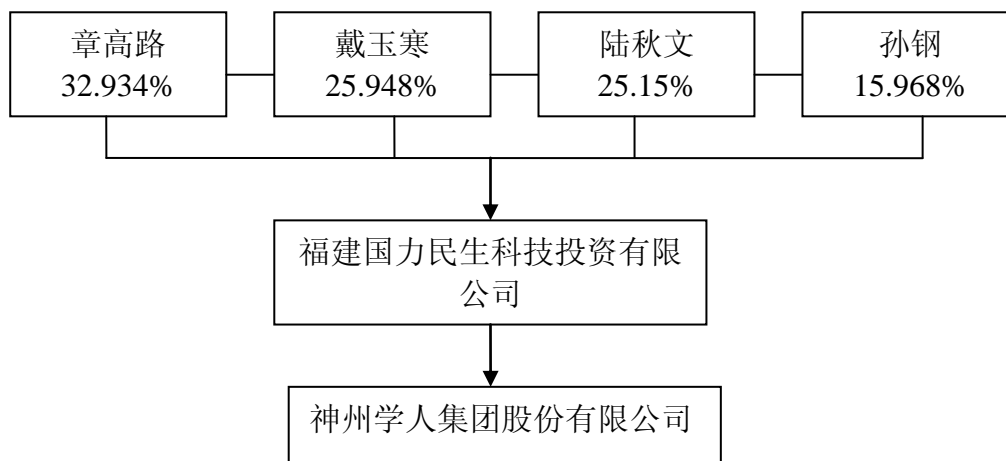 章高路
32.934%
戴玉寒
25.948%
陆秋文
25.15%
孙钢
15.968%
福建国力民生科技投资有限
公司
神州学人集团股份有限公司